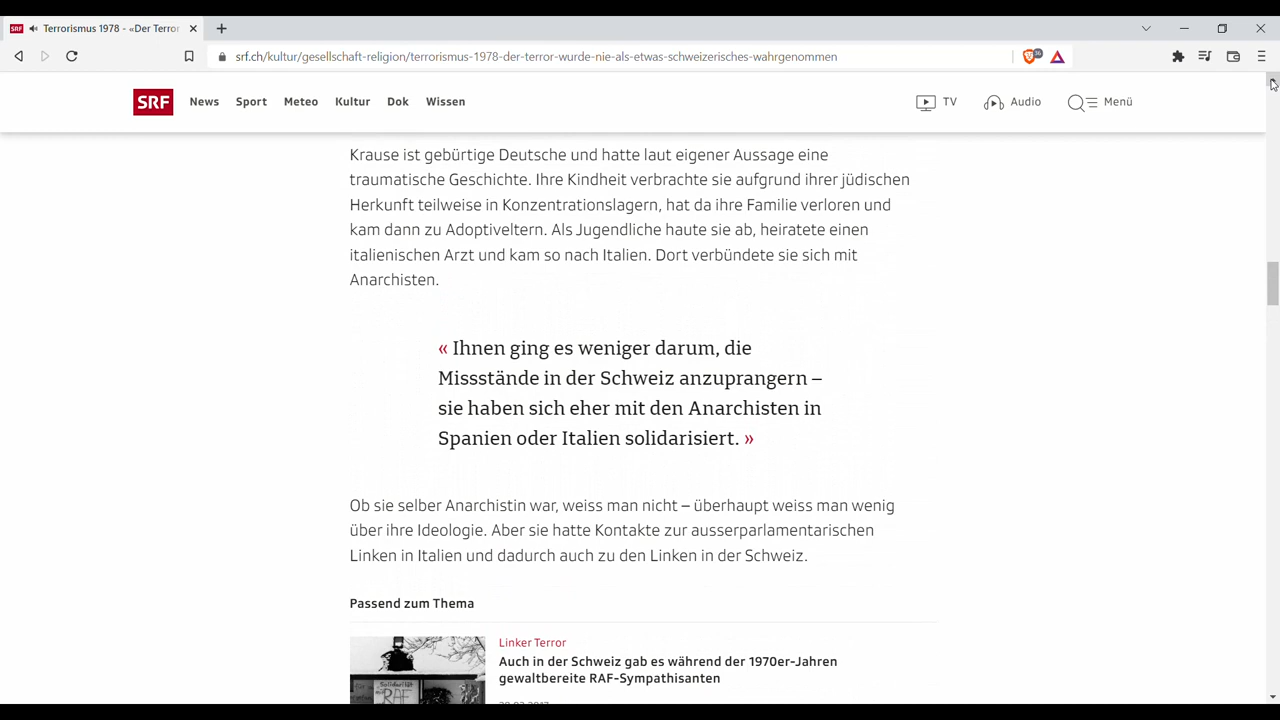 SRF Terrorismus 1978 - «Der Terror
srf.ch/kultur/gesellschaft-religion/terrorismus-1978-der-terror-wurde-nie-als-etwas-schweizerisches-wahrgenommen
36
SRF News Sport Meteo Kultur Dok Wissen TV Audio Menü
Krause ist gebürtige Deutsche und hatte laut eigener Aussage eine
traumatische Geschichte. Ihre Kindheit verbrachte sie aufgrund ihrer jüdischen
Herkunft teilweise in Konzentrationslagern, hat da ihre Familie verloren und
kam dann zu Adoptiveltern. Als Jugendliche haute sie ab, heiratete einen
italienischen Arzt und kam so nach Italien. Dort verbündete sie sich mit
Anarchisten.
« Ihnen ging es weniger darum, die
Missstände in der Schweiz anzuprangern –
sie haben sich eher mit den Anarchisten in
Spanien oder Italien solidarisiert. »
Ob sie selber Anarchistin war, weiss man nicht – überhaupt weiss man wenig
über ihre Ideologie. Aber sie hatte Kontakte zur ausserparlamentarischen
Linken in Italien und dadurch auch zu den Linken in der Schweiz.
Passend zum Thema
Linker Terror
Auch in der Schweiz gab es während der 1970er-Jahren
gewaltbereite RAF-Sympathisanten
Solidarität
RAF